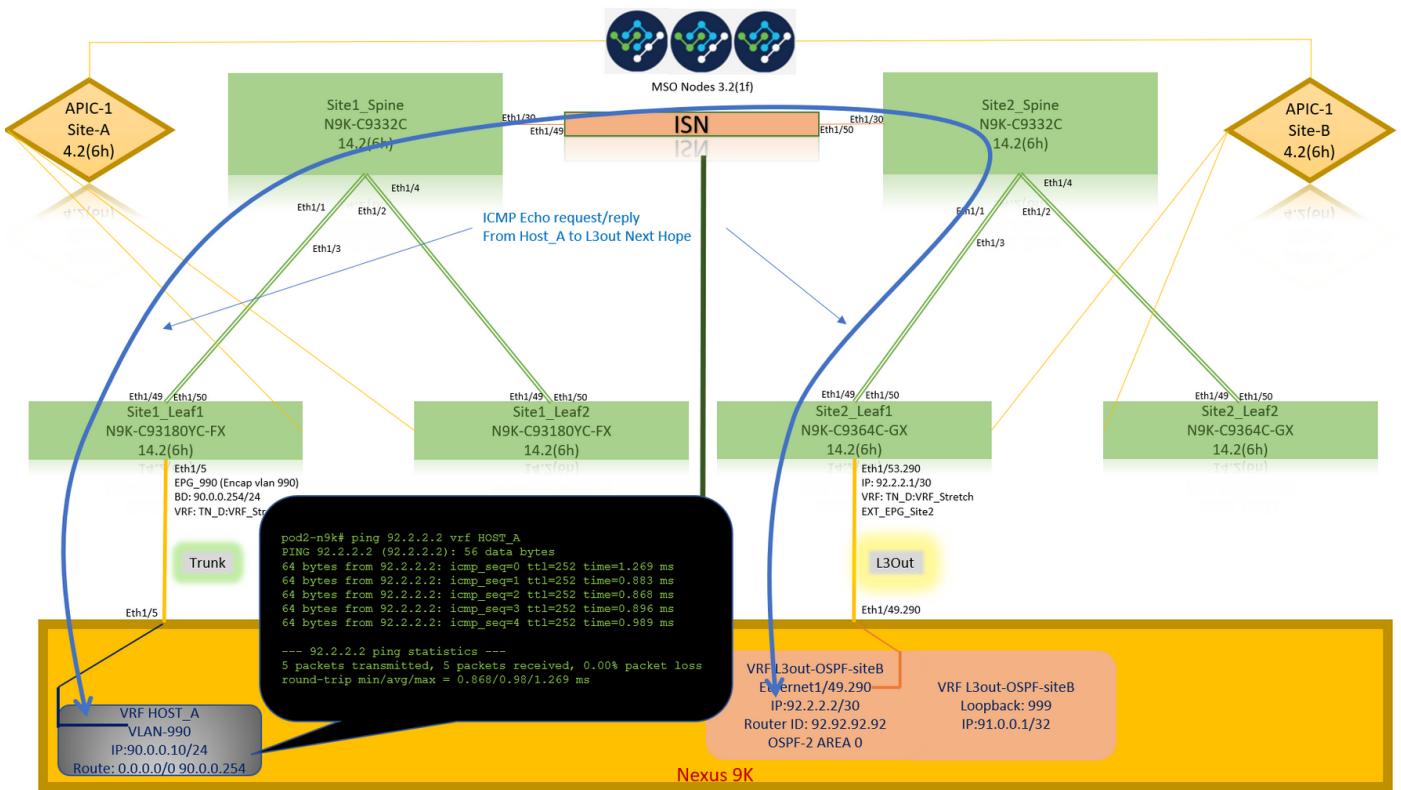 MSO Nodes 3.2(1f)
APIC-1
Site-A
4.2(6h)
Site1_Spine
N9K-C9332C
14.2(6h)
Eth1/30
Eth1/49
ISN
Eth1/50
Eth1/30
Site2_Spine
N9K-C9332C
14.2(6h)
APIC-1
Site-B
4.2(6h)
Eth1/4
Eth1/1
Eth1/2
Eth1/3
ICMP Echo request/reply
From Host_A to L3out Next Hope
Eth1/4
Eth1/1
Eth1/2
Eth1/3
Eth1/49
Eth1/50
Site1_Leaf1
N9K-C93180YC-FX
14.2(6h)
Eth1/49
Eth1/50
Site1_Leaf2
N9K-C93180YC-FX
14.2(6h)
Eth1/49
Eth1/50
Site2_Leaf1
N9K-C9364C-GX
14.2(6h)
Eth1/49
Eth1/50
Site2_Leaf2
N9K-C9364C-GX
14.2(6h)
Eth1/5
EPG_990 (Encap vlan 990)
BD: 90.0.0.254/24
VRF: TN_D:VRF_Str
Trunk
Eth1/5
Eth1/53.290
IP: 92.2.2.1/30
VRF: TN_D:VRF_Stretch
EXT_EPG_Site2
L3Out
Eth1/49.290
pod2-n9k# ping 92.2.2.2 vrf HOST_A
PING 92.2.2.2 (92.2.2.2): 56 data bytes
64 bytes from 92.2.2.2: icmp_seq=0 ttl=252 time=1.269 ms
64 bytes from 92.2.2.2: icmp_seq=1 ttl=252 time=0.883 ms
64 bytes from 92.2.2.2: icmp_seq=2 ttl=252 time=0.868 ms
64 bytes from 92.2.2.2: icmp_seq=3 ttl=252 time=0.896 ms
64 bytes from 92.2.2.2: icmp_seq=4 ttl=252 time=0.989 ms
--- 92.2.2.2 ping statistics ---
5 packets transmitted, 5 packets received, 0.00% packet loss
round-trip min/avg/max = 0.868/0.98/1.269 ms
VRF HOST_A
VLAN-990
IP:90.0.0.10/24
Route: 0.0.0.0/0 90.0.0.254
VRF L3out-OSPF-siteB
Ethernet1/49.290
IP:92.2.2.2/30
Router ID: 92.92.92.92
OSPF-2 AREA 0
VRF L3out-OSPF-siteB
Loopback: 999
IP:91.0.0.1/32
Nexus 9K